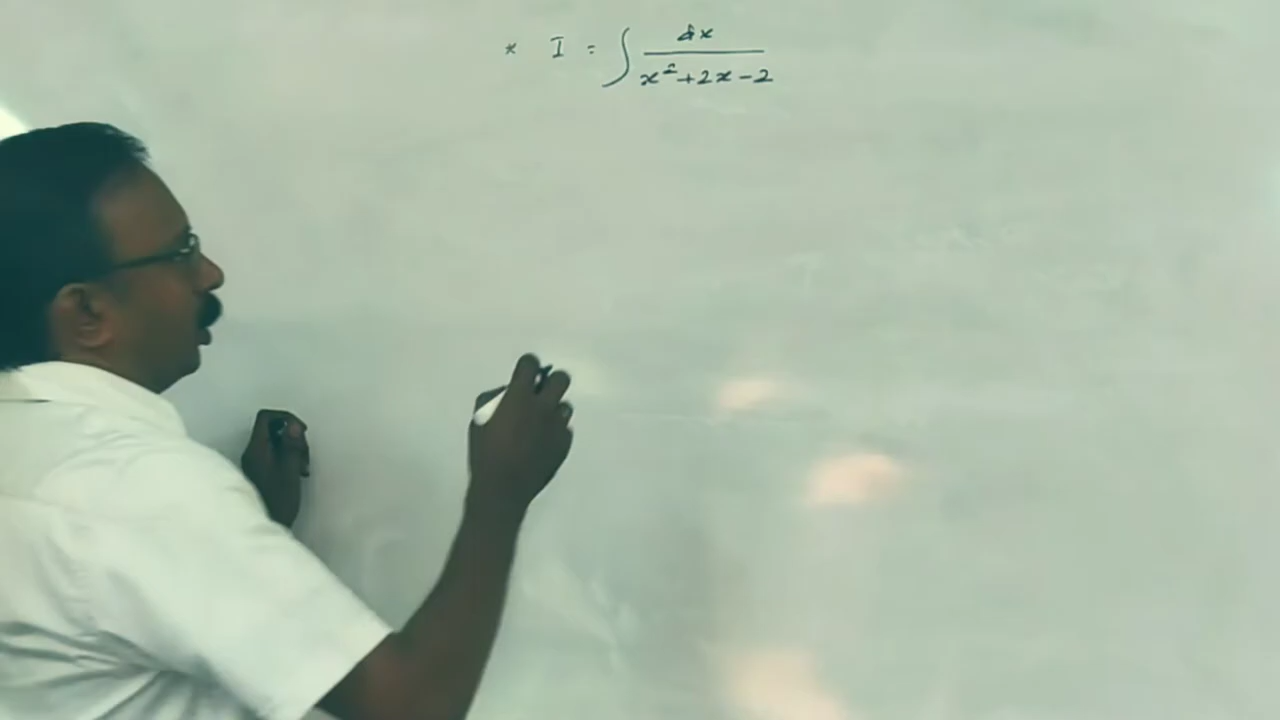 * I = ∫ dx / (x² + 2x - 2)